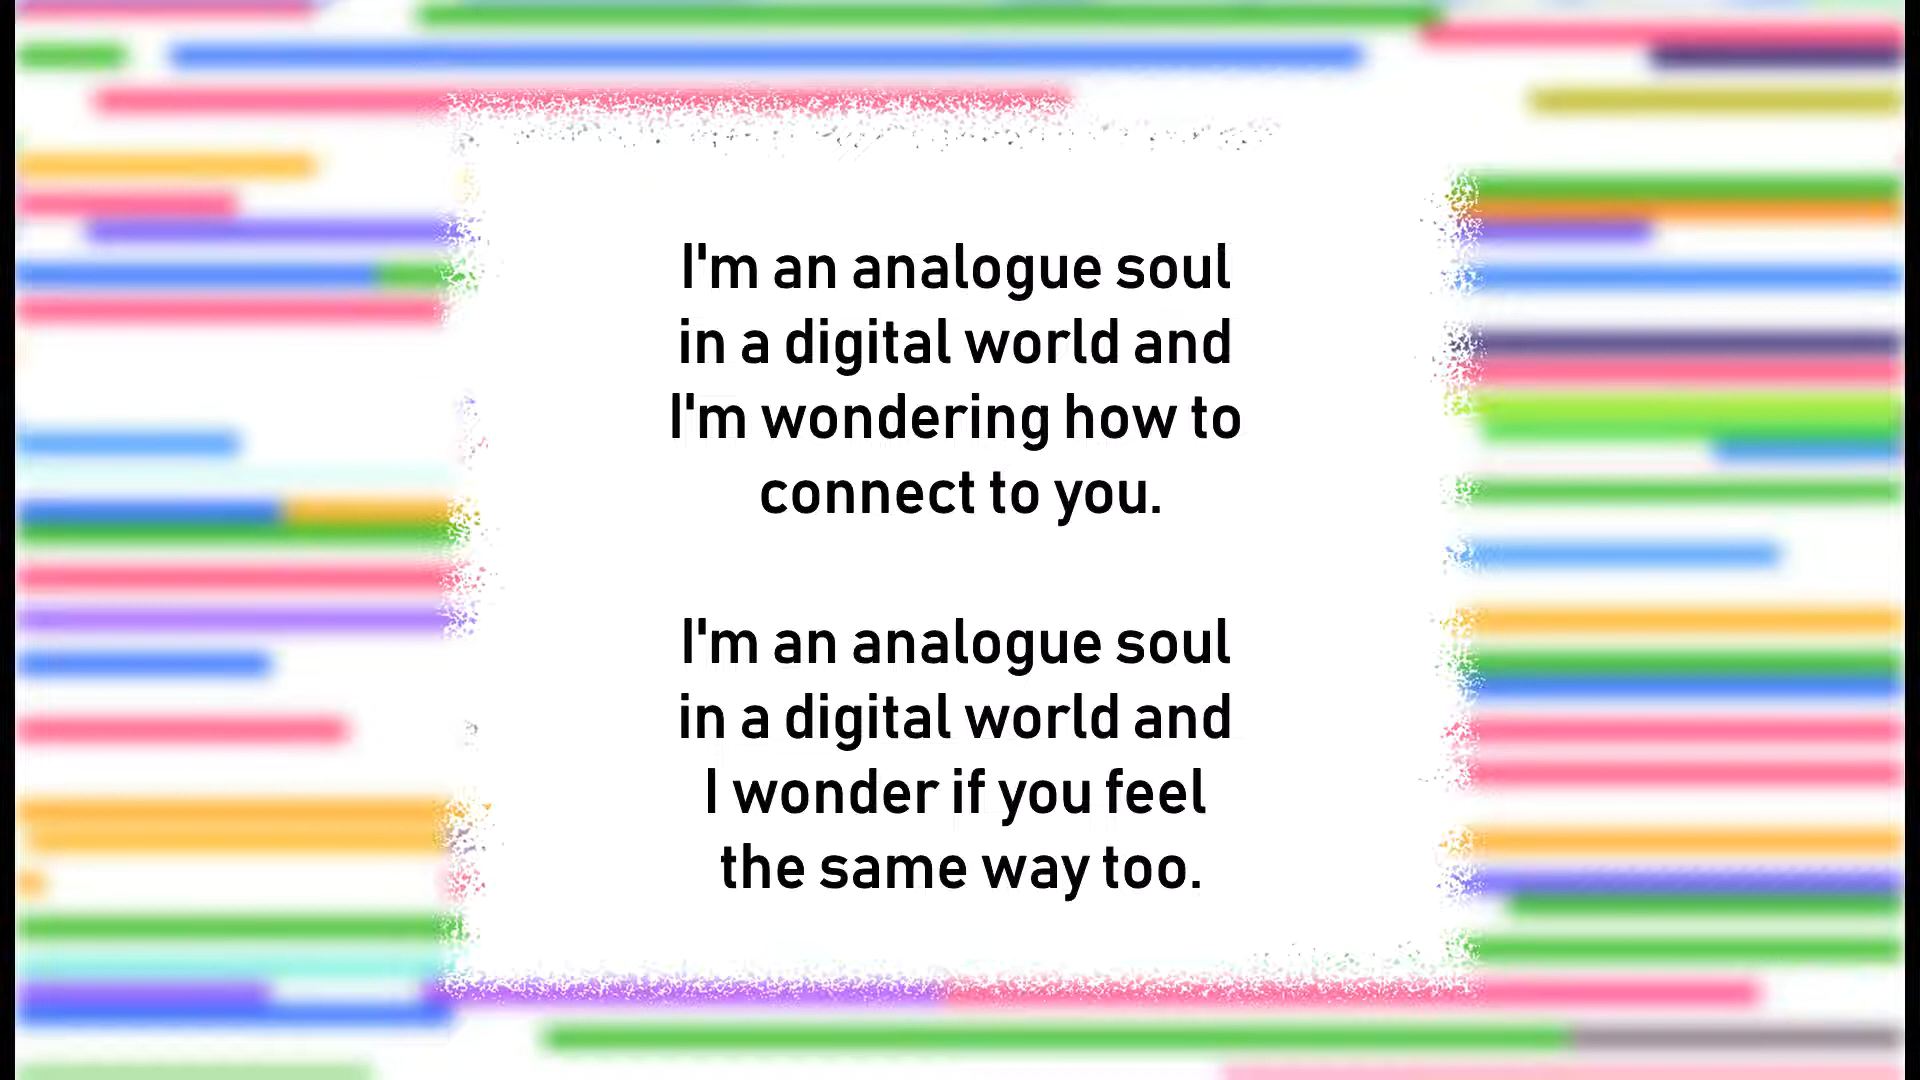 I'm an analogue soul
in a digital world and
I'm wondering how to
connect to you.
I'm an analogue soul
in a digital world and
I wonder if you feel
the same way too.